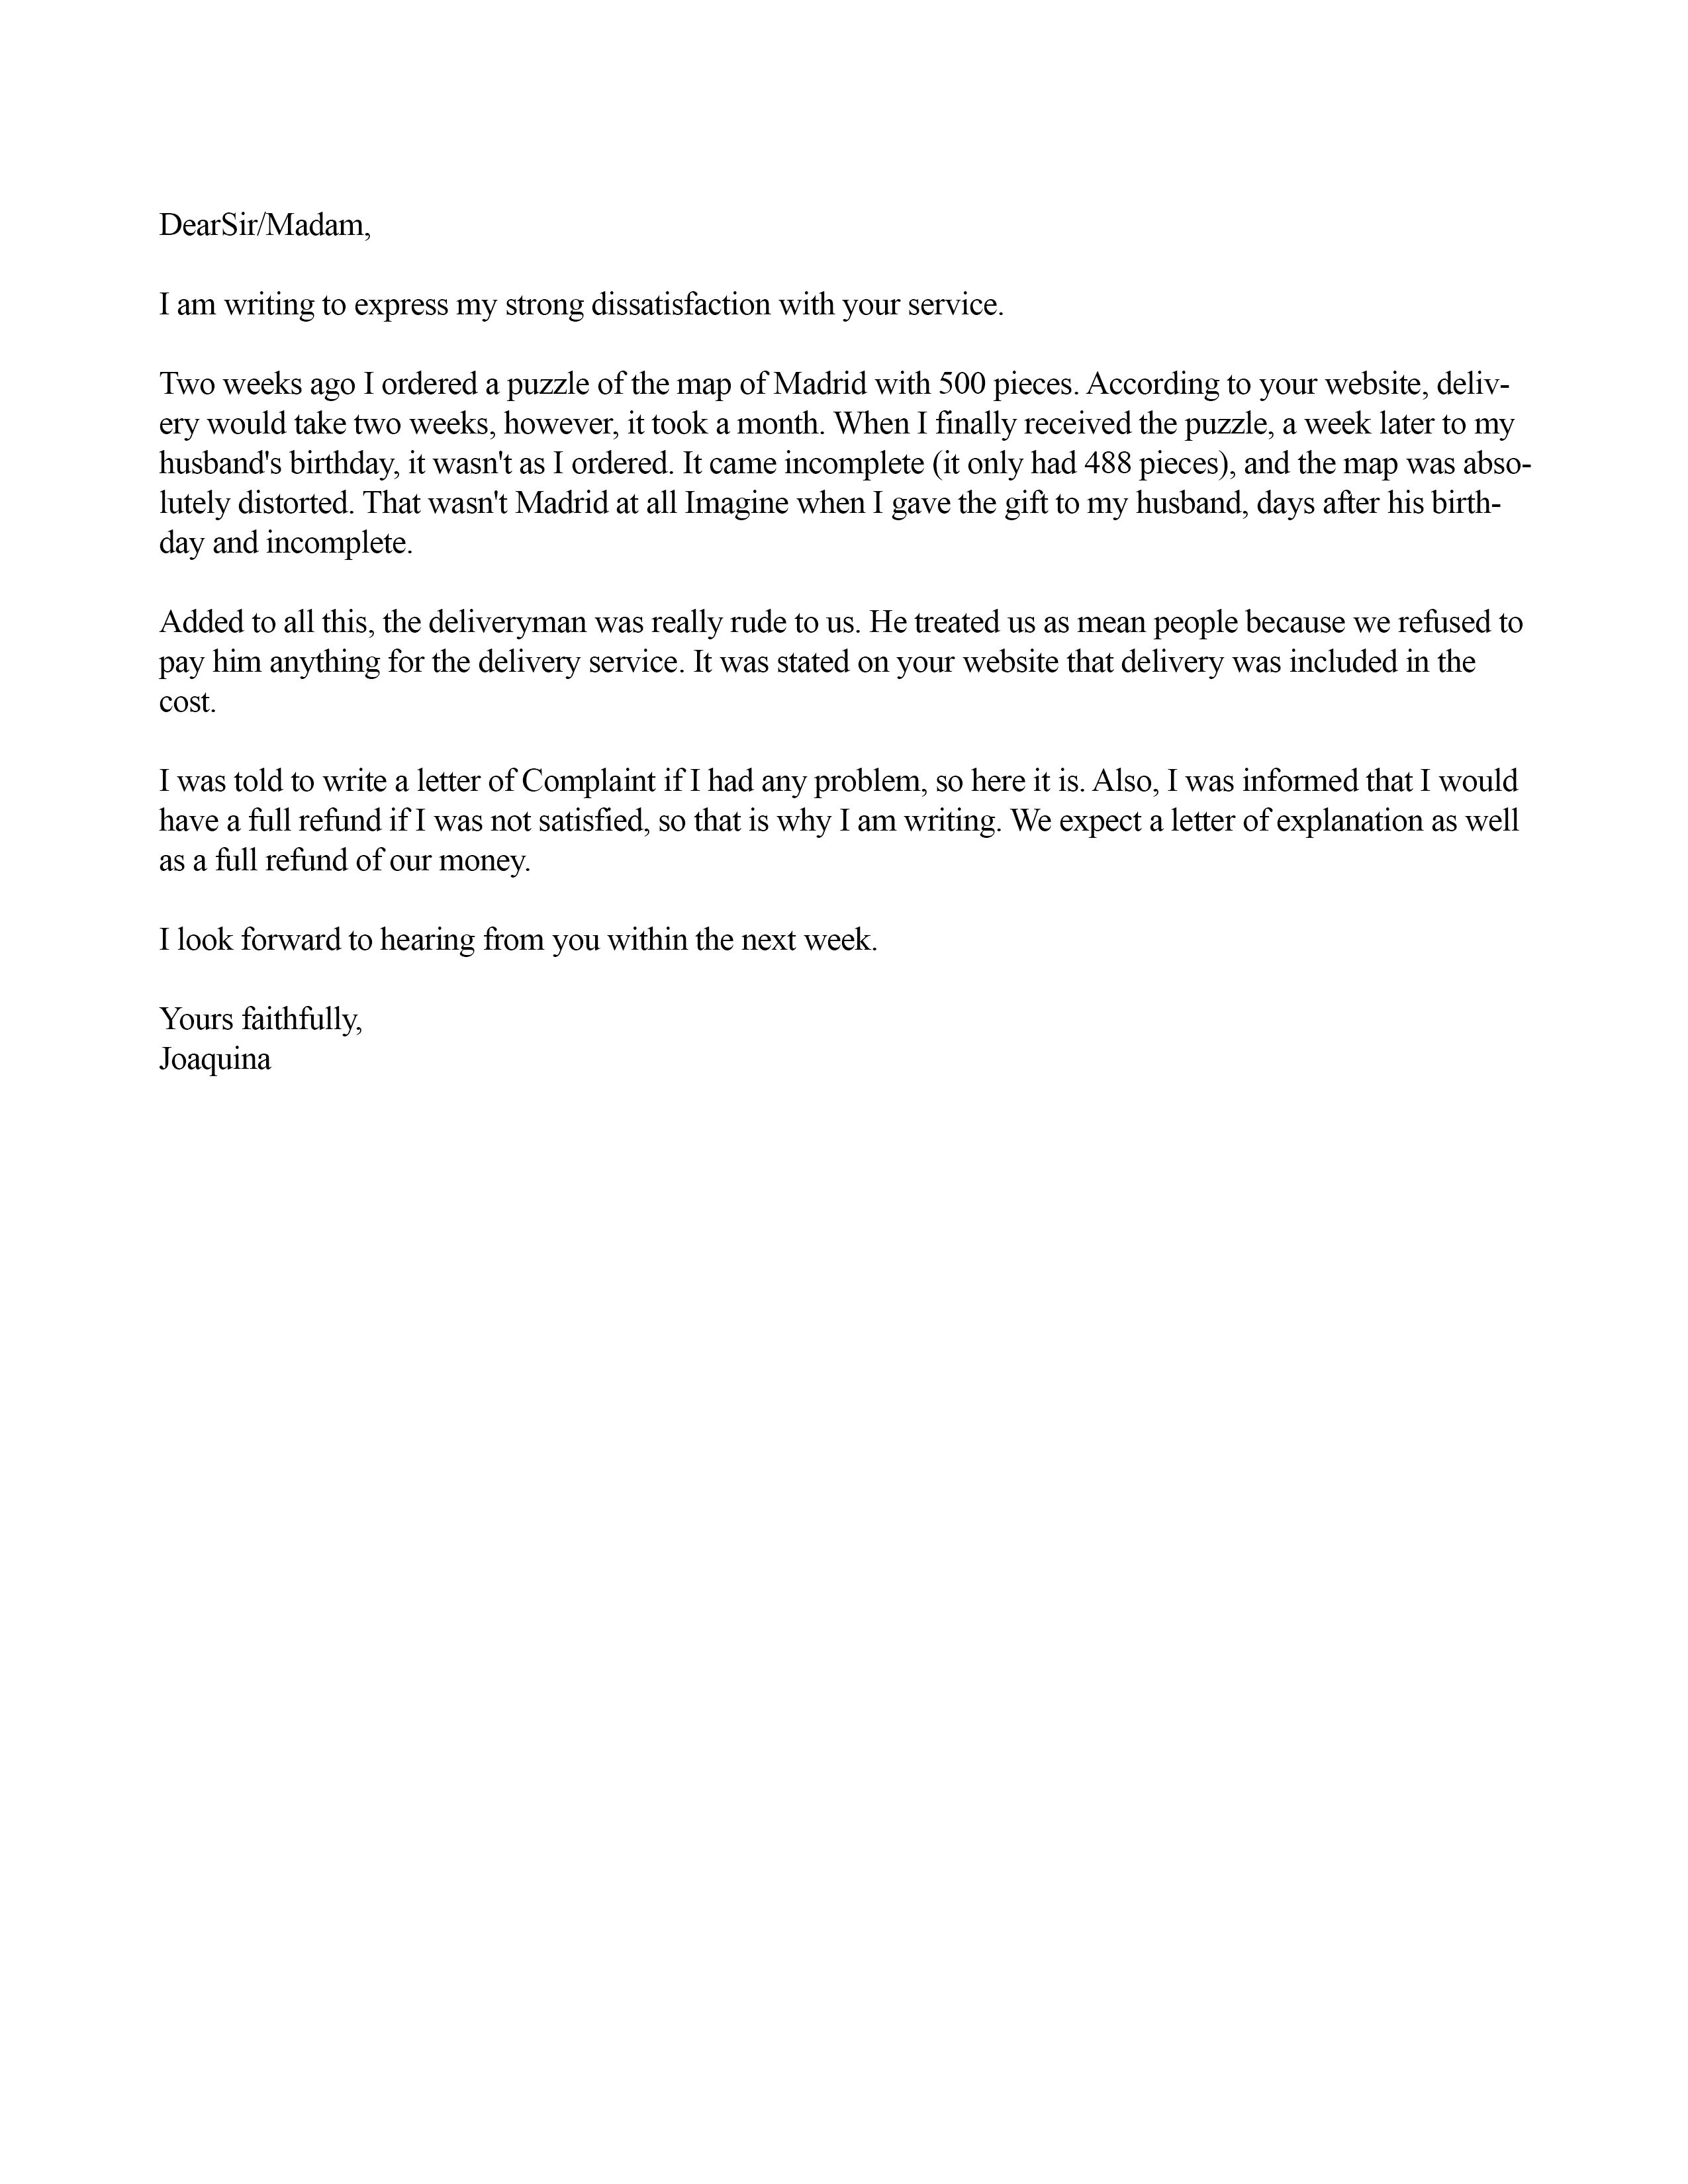 DearSir/Madam,
I am writing to express my strong dissatisfaction with your service.
Two weeks ago I ordered a puzzle of the map of Madrid with 500 pieces. According to your website, deliv-
ery would take two weeks, however, it took a month. When I finally received the puzzle, a week later to my
husband's birthday, it wasn't as I ordered. It came incomplete (it only had 488 pieces), and the map was abso-
lutely distorted. That wasn't Madrid at all Imagine when I gave the gift to my husband, days after his birth-
day and incomplete.
Added to all this, the deliveryman was really rude to us. He treated us as mean people because we refused to
pay him anything for the delivery service. It was stated on your website that delivery was included in the
cost.
I was told to write a letter of Complaint if I had any problem, so here it is. Also, I was informed that I would
have a full refund if I was not satisfied, so that is why I am writing. We expect a letter of explanation as well
as a full refund of our money.
I look forward to hearing from you within the next week.
Yours faithfully,
Joaquina